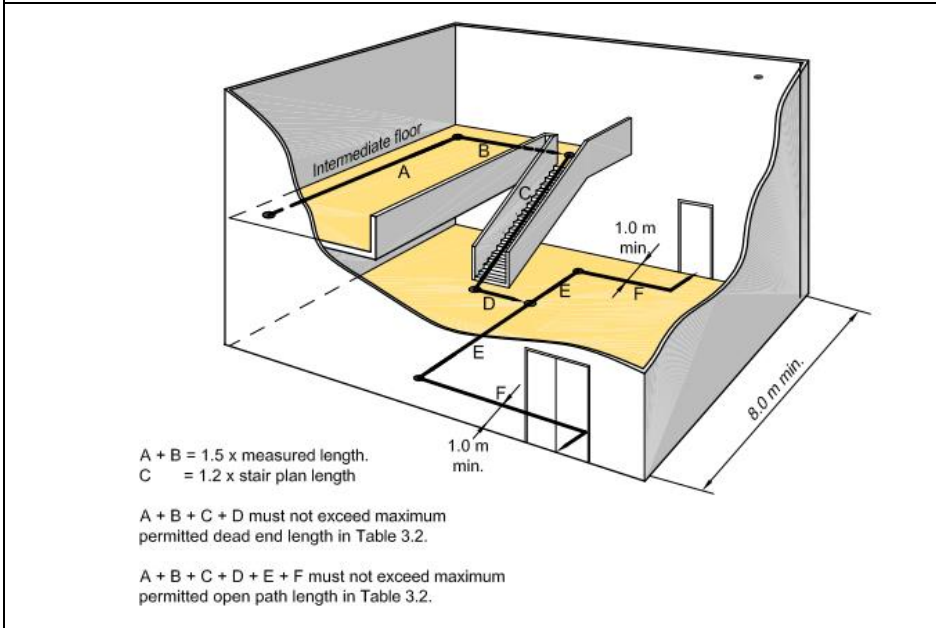 Intermediate floor
B
A
C
1.0 m
min.
E
F
D
E
F
1.0 m
min.
8.0 m min.
A + B = 1.5 x measured length.
C = 1.2 x stair plan length
A + B + C + D must not exceed maximum
permitted dead end length in Table 3.2.
A + B + C + D + E + F must not exceed maximum
permitted open path length in Table 3.2.